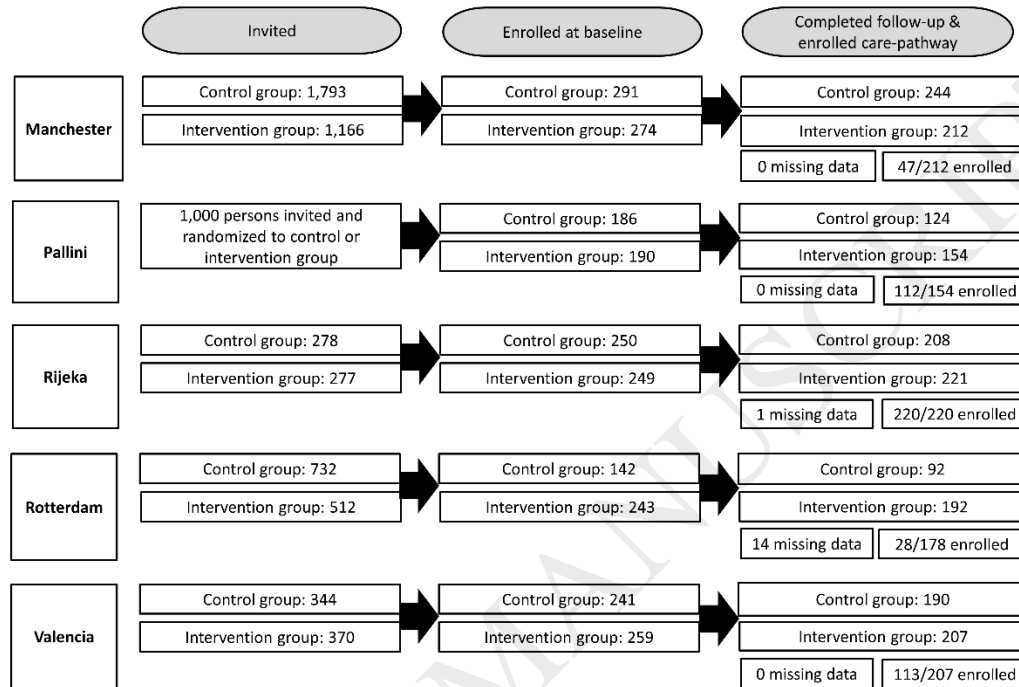 Invited
Enrolled at baseline
Completed follow-up &
enrolled care-pathway
Manchester
Control group: 1,793
Intervention group: 1,166
Control group: 291
Intervention group: 274
Control group: 244
Intervention group: 212
0 missing data
47/212 enrolled
Pallini
1,000 persons invited and
randomized to control or
intervention group
Control group: 186
Intervention group: 190
Control group: 124
Intervention group: 154
0 missing data
112/154 enrolled
Rijeka
Control group: 278
Intervention group: 277
Control group: 250
Intervention group: 249
Control group: 208
Intervention group: 221
1 missing data
220/220 enrolled
Rotterdam
Control group: 732
Intervention group: 512
Control group: 142
Intervention group: 243
Control group: 92
Intervention group: 192
14 missing data
28/178 enrolled
Valencia
Control group: 344
Intervention group: 370
Control group: 241
Intervention group: 259
Control group: 190
Intervention group: 207
0 missing data
113/207 enrolled
MANUSCRIPT